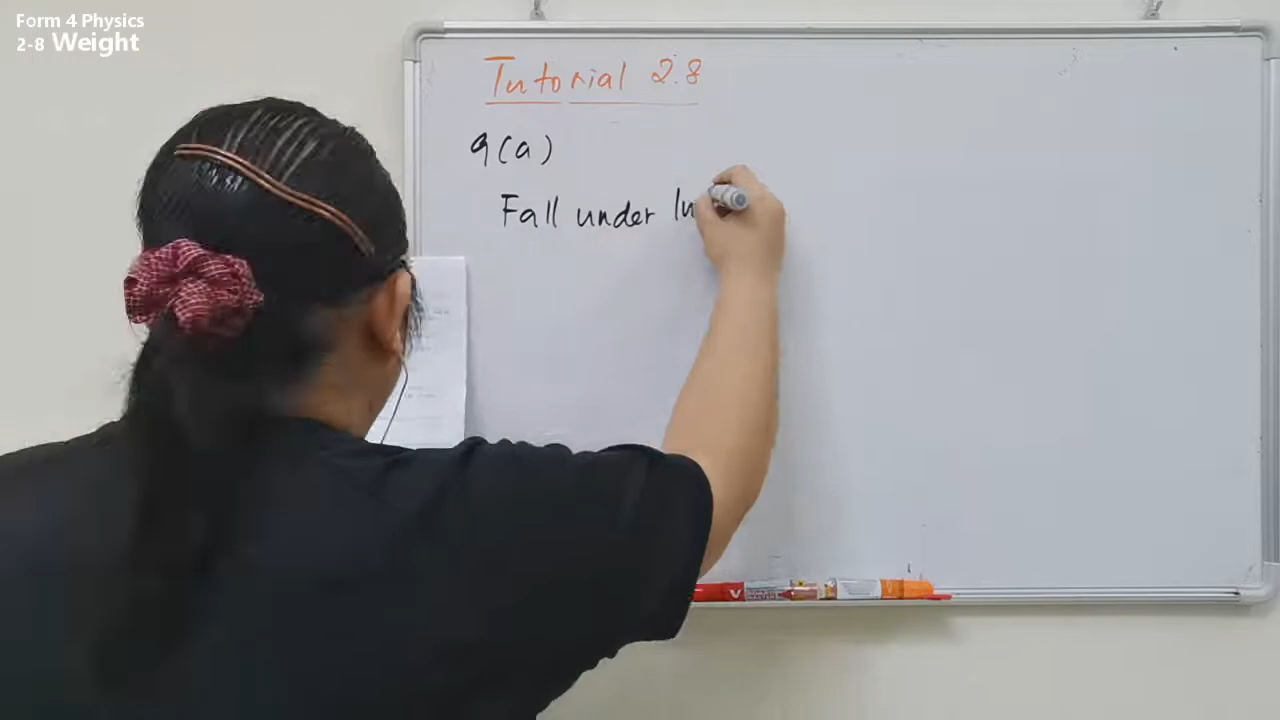 Form 4 Physics
2-8 Weight
Tutorial 2.8
9(a)
Fall under